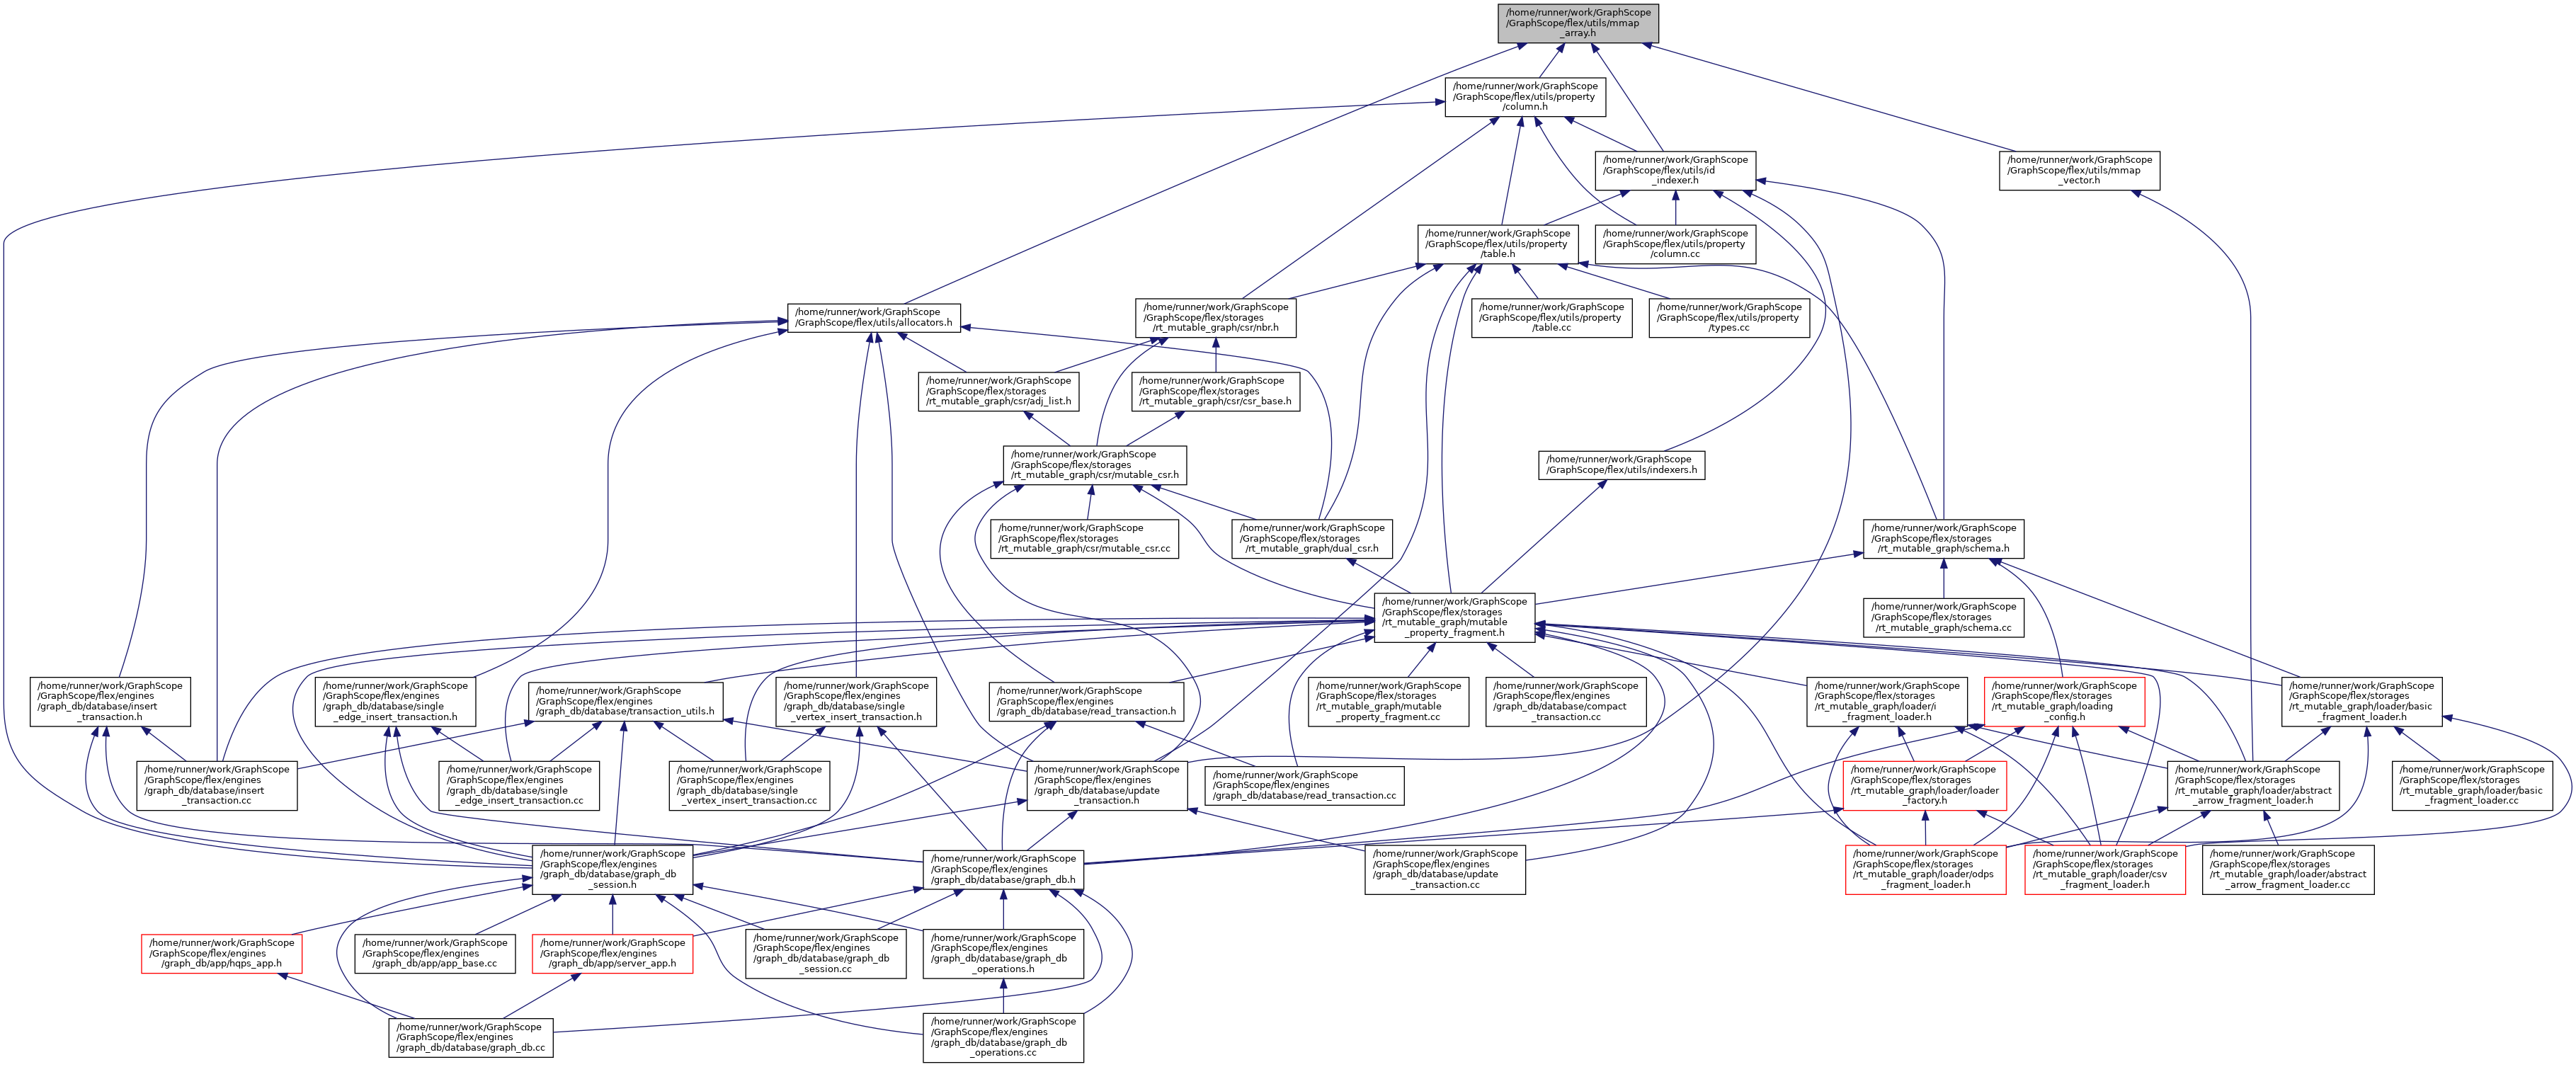 /home/runner/work/GraphScope
/GraphScope/flex/utils/mmap
_array.h
/home/runner/work/GraphScope
/GraphScope/flex/utils/property
/column.h
/home/runner/work/GraphScope
/GraphScope/flex/utils/id
_indexer.h
/home/runner/work/GraphScope
/GraphScope/flex/utils/mmap
_vector.h
/home/runner/work/GraphScope
/GraphScope/flex/utils/property
/table.h
/home/runner/work/GraphScope
/GraphScope/flex/utils/property
/column.cc
/home/runner/work/GraphScope
/GraphScope/flex/utils/allocators.h
/home/runner/work/GraphScope
/GraphScope/flex/storages
/rt_mutable_graph/csr/nbr.h
/home/runner/work/GraphScope
/GraphScope/flex/utils/property
/table.cc
/home/runner/work/GraphScope
/GraphScope/flex/utils/property
/types.cc
/home/runner/work/GraphScope
/GraphScope/flex/storages
/rt_mutable_graph/csr/adj_list.h
/home/runner/work/GraphScope
/GraphScope/flex/storages
/rt_mutable_graph/csr/csr_base.h
/home/runner/work/GraphScope
/GraphScope/flex/storages
/rt_mutable_graph/csr/mutable_csr.h
/home/runner/work/GraphScope
/GraphScope/flex/utils/indexers.h
/home/runner/work/GraphScope
/GraphScope/flex/storages
/rt_mutable_graph/csr/mutable_csr.cc
/home/runner/work/GraphScope
/GraphScope/flex/storages
/rt_mutable_graph/dual_csr.h
/home/runner/work/GraphScope
/GraphScope/flex/storages
/rt_mutable_graph/schema.h
/home/runner/work/GraphScope
/GraphScope/flex/storages
/rt_mutable_graph/mutable
_property_fragment.h
/home/runner/work/GraphScope
/GraphScope/flex/storages
/rt_mutable_graph/schema.cc
/home/runner/work/GraphScope
/GraphScope/flex/engines
/graph_db/database/insert
_transaction.h
/home/runner/work/GraphScope
/GraphScope/flex/engines
/graph_db/database/single
_edge_insert_transaction.h
/home/runner/work/GraphScope
/GraphScope/flex/engines
/graph_db/database/transaction_utils.h
/home/runner/work/GraphScope
/GraphScope/flex/engines
/graph_db/database/single
_vertex_insert_transaction.h
/home/runner/work/GraphScope
/GraphScope/flex/engines
/graph_db/database/read_transaction.h
/home/runner/work/GraphScope
/GraphScope/flex/storages
/rt_mutable_graph/mutable
_property_fragment.cc
/home/runner/work/GraphScope
/GraphScope/flex/engines
/graph_db/database/compact
_transaction.cc
/home/runner/work/GraphScope
/GraphScope/flex/storages
/rt_mutable_graph/loader/i
_fragment_loader.h
/home/runner/work/GraphScope
/GraphScope/flex/storages
/rt_mutable_graph/loading
_config.h
/home/runner/work/GraphScope
/GraphScope/flex/storages
/rt_mutable_graph/loader/basic
_fragment_loader.h
/home/runner/work/GraphScope
/GraphScope/flex/engines
/graph_db/database/insert
_transaction.cc
/home/runner/work/GraphScope
/GraphScope/flex/engines
/graph_db/database/single
_edge_insert_transaction.cc
/home/runner/work/GraphScope
/GraphScope/flex/engines
/graph_db/database/single
_vertex_insert_transaction.cc
/home/runner/work/GraphScope
/GraphScope/flex/engines
/graph_db/database/update
_transaction.h
/home/runner/work/GraphScope
/GraphScope/flex/engines
/graph_db/database/read_transaction.cc
/home/runner/work/GraphScope
/GraphScope/flex/storages
/rt_mutable_graph/loader/loader
_factory.h
/home/runner/work/GraphScope
/GraphScope/flex/storages
/rt_mutable_graph/loader/abstract
_arrow_fragment_loader.h
/home/runner/work/GraphScope
/GraphScope/flex/storages
/rt_mutable_graph/loader/basic
_fragment_loader.cc
/home/runner/work/GraphScope
/GraphScope/flex/engines
/graph_db/database/graph_db
_session.h
/home/runner/work/GraphScope
/GraphScope/flex/engines
/graph_db/database/graph_db.h
/home/runner/work/GraphScope
/GraphScope/flex/engines
/graph_db/database/update
_transaction.cc
/home/runner/work/GraphScope
/GraphScope/flex/storages
/rt_mutable_graph/loader/odps
_fragment_loader.h
/home/runner/work/GraphScope
/GraphScope/flex/storages
/rt_mutable_graph/loader/csv
_fragment_loader.h
/home/runner/work/GraphScope
/GraphScope/flex/storages
/rt_mutable_graph/loader/abstract
_arrow_fragment_loader.cc
/home/runner/work/GraphScope
/GraphScope/flex/engines
/graph_db/app/hqps_app.h
/home/runner/work/GraphScope
/GraphScope/flex/engines
/graph_db/app/app_base.cc
/home/runner/work/GraphScope
/GraphScope/flex/engines
/graph_db/app/server_app.h
/home/runner/work/GraphScope
/GraphScope/flex/engines
/graph_db/database/graph_db
_session.cc
/home/runner/work/GraphScope
/GraphScope/flex/engines
/graph_db/database/graph_db
_operations.h
/home/runner/work/GraphScope
/GraphScope/flex/engines
/graph_db/database/graph_db.cc
/home/runner/work/GraphScope
/GraphScope/flex/engines
/graph_db/database/graph_db
_operations.cc